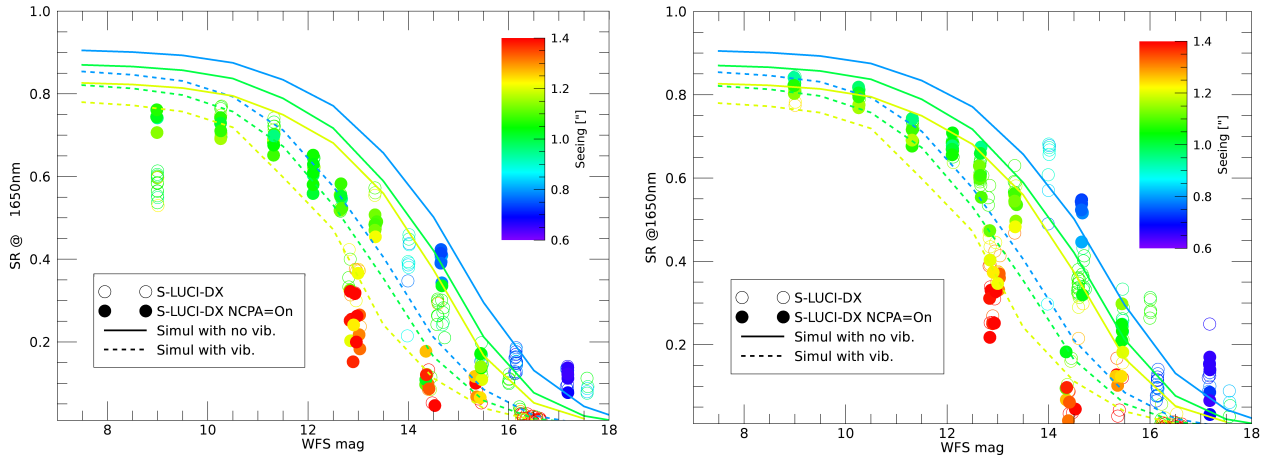 1.0
0.8
0.6
0.4
0.2
SR @ 1650nm
8 10 12 14 16 18
WFS mag
1.4
1.2
1.0
0.8
0.6
Seeing ["]
S-LUCI-DX
S-LUCI-DX NCPA=On
Simul with no vib.
Simul with vib.
1.0
0.8
0.6
0.4
0.2
SR @1650nm
8 10 12 14 16 18
WFS mag
1.4
1.2
1.0
0.8
0.6
Seeing ["]
S-LUCI-DX
S-LUCI-DX NCPA=On
Simul with no vib.
Simul with vib.